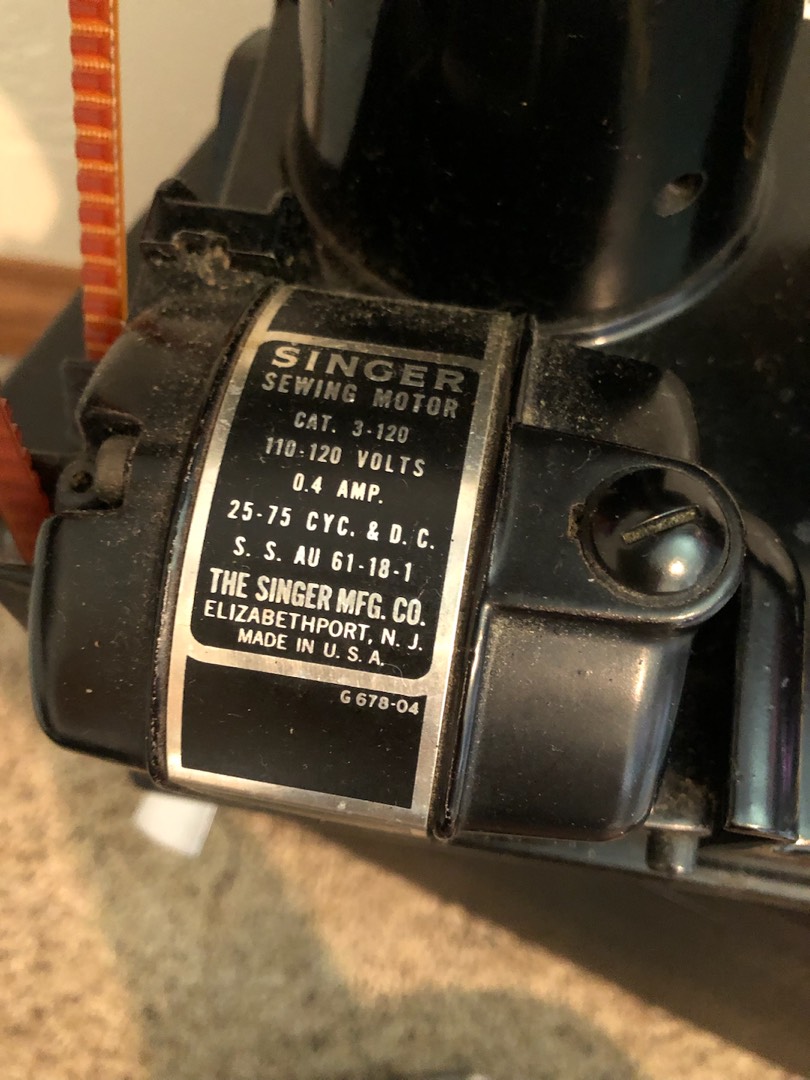 SINGER
SEWING MOTOR
CAT. 3-120
110-120 VOLTS
0.4 AMP.
25-75 CYC. & D. C.
S. S. AU 61-18-1
THE SINGER MFG. CO.
ELIZABETHPORT, N. J.
MADE IN U. S. A.
G 678-04